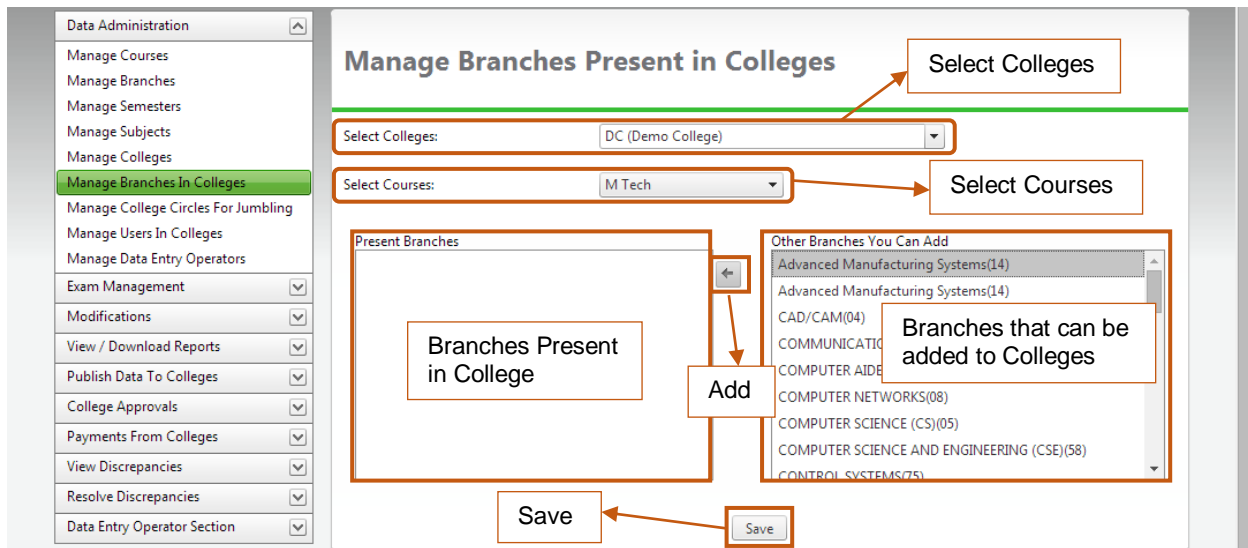 Data Administration
Manage Courses
Manage Branches
Manage Semesters
Manage Subjects
Manage Colleges
Manage Branches In Colleges
Manage College Circles For Jumbling
Manage Users In Colleges
Manage Data Entry Operators
Exam Management
Modifications
View / Download Reports
Publish Data To Colleges
College Approvals
Payments From Colleges
View Discrepancies
Resolve Discrepancies
Data Entry Operator Section
Manage Branches Present in Colleges
Select Colleges
Select Colleges:
DC (Demo College)
Select Courses:
M Tech
Select Courses
Present Branches
Branches Present
in College
Add
Other Branches You Can Add
Advanced Manufacturing Systems(14)
Advanced Manufacturing Systems(14)
CAD/CAM(04)
COMMUNICATIO
COMPUTER AIDE
COMPUTER NETWORKS(08)
COMPUTER SCIENCE (CS)(05)
COMPUTER SCIENCE AND ENGINEERING (CSE)(58)
CONTROL SYSTEMS(75)
Branches that can be
added to Colleges
Save
Save